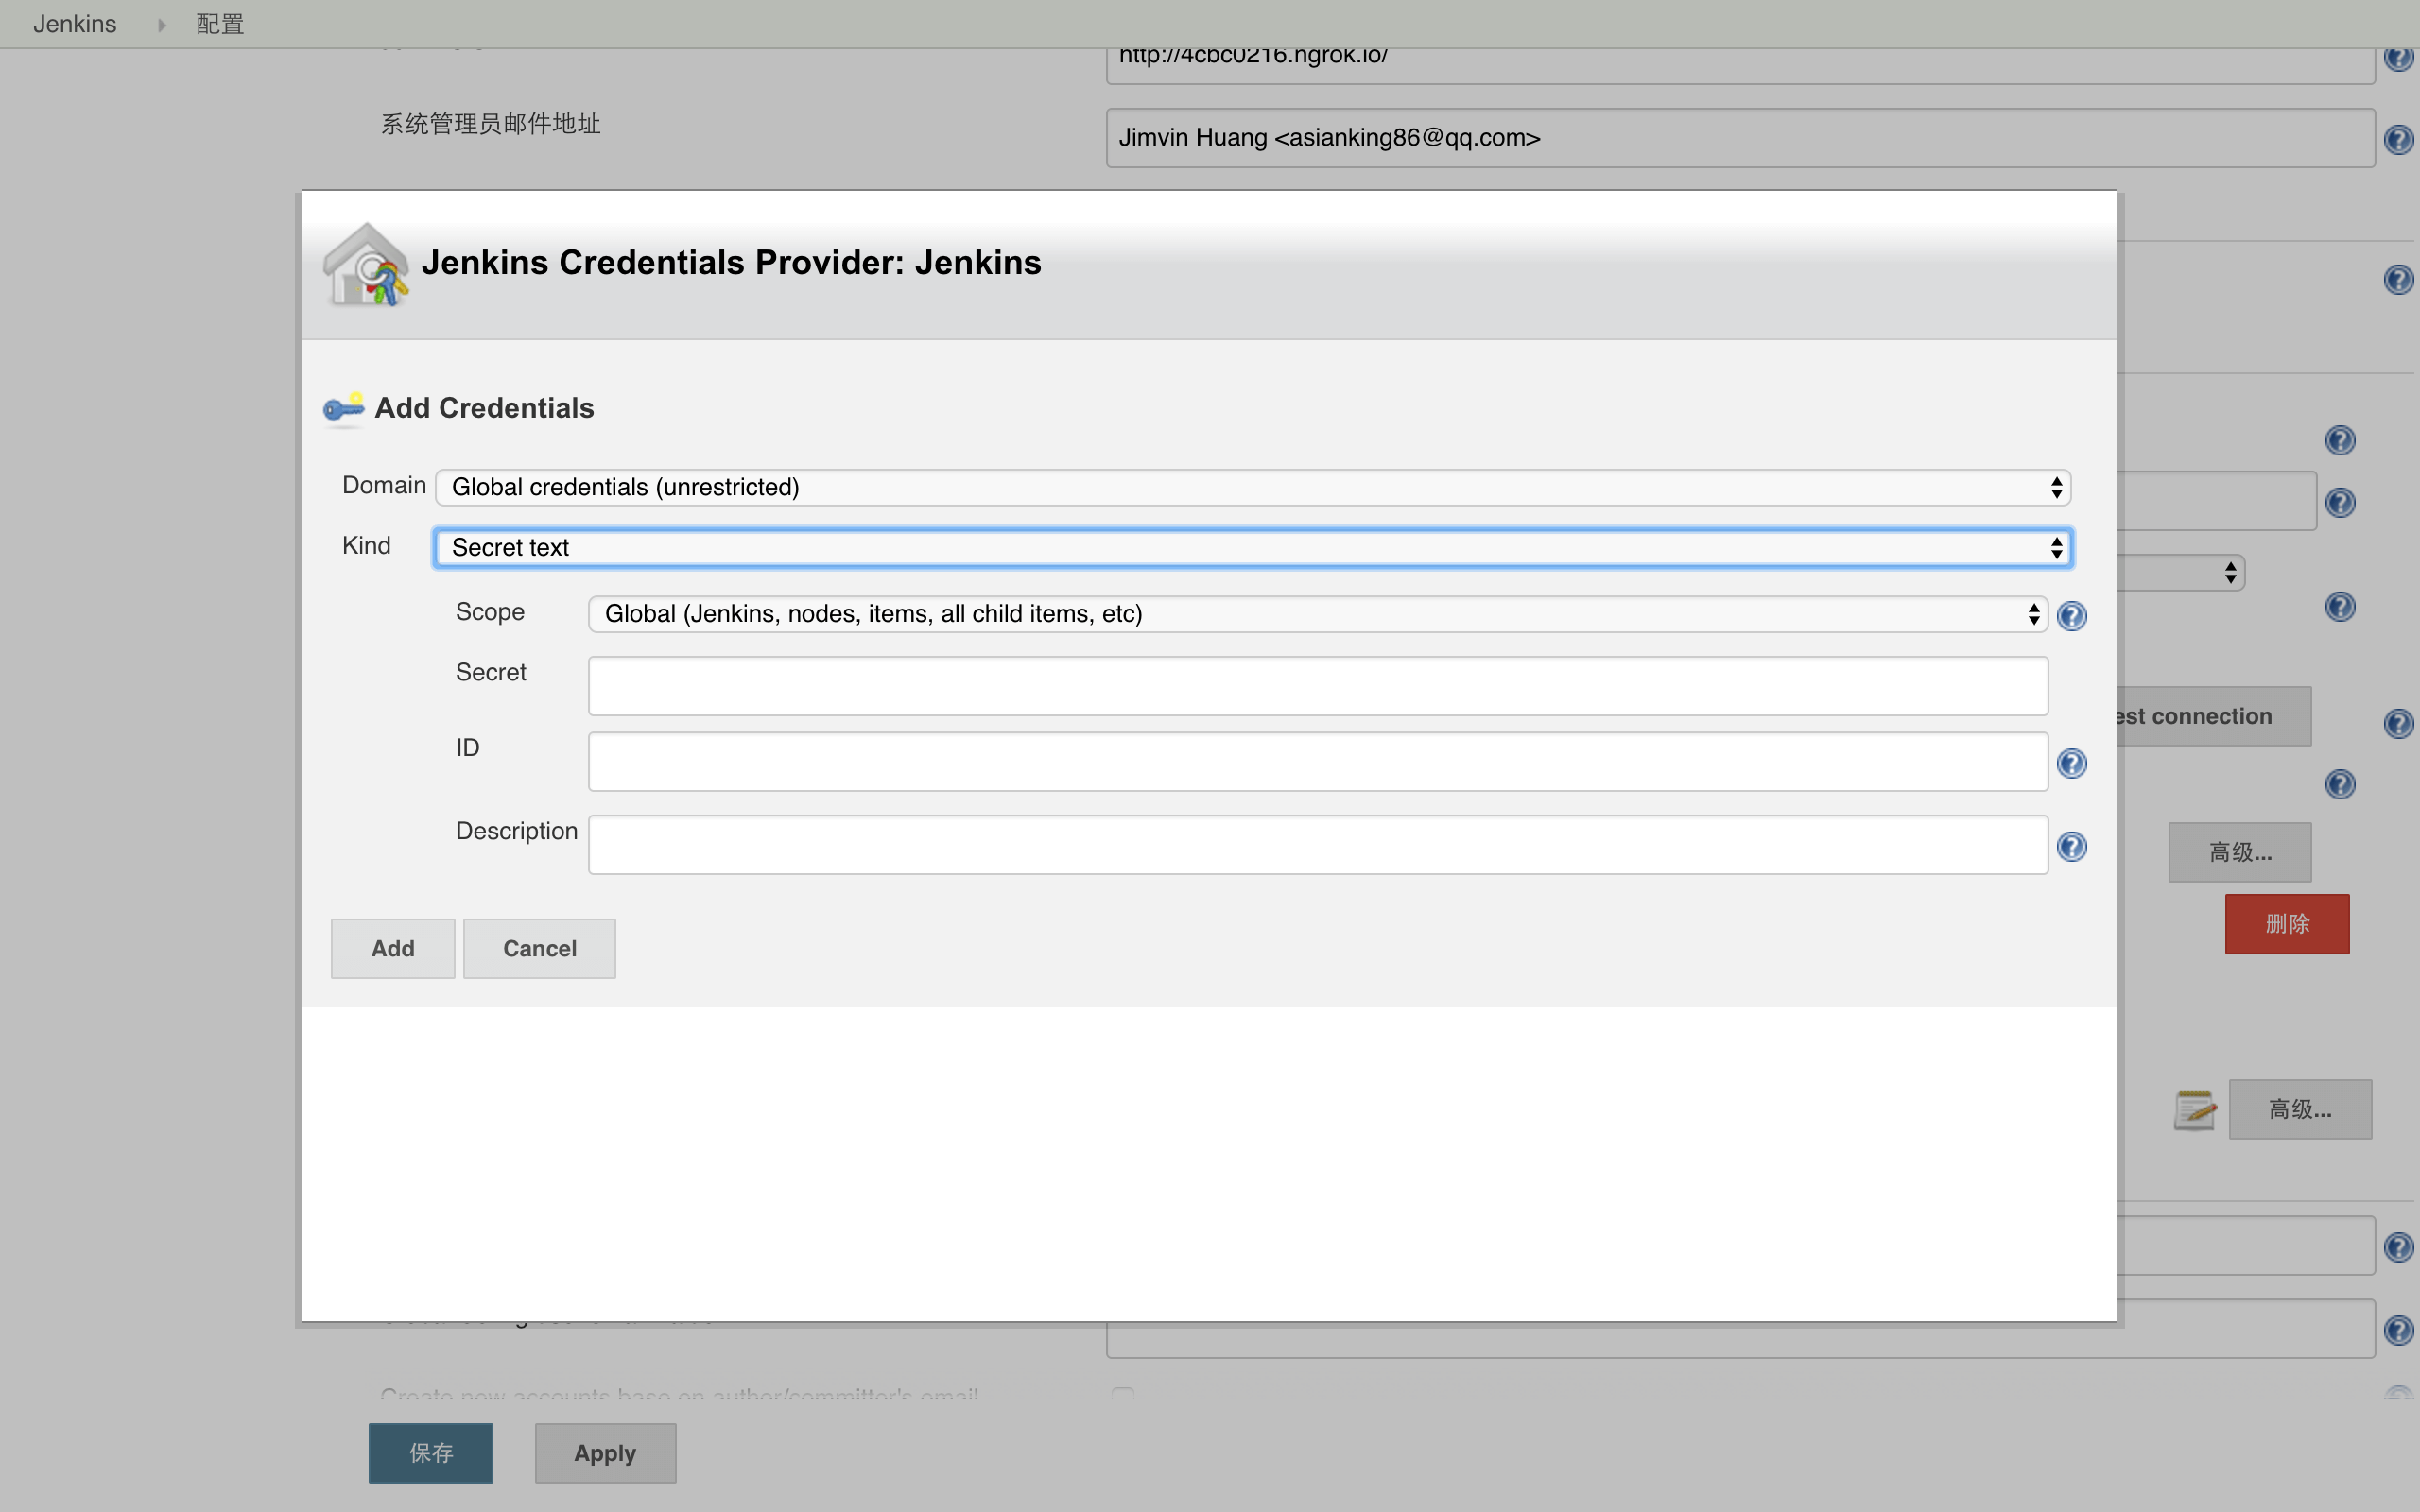 Jenkins 配置
http://4cbc0216.ngrok.io/
系统管理员邮件地址
Jimvin Huang <asianking86@qq.com>
Jenkins Credentials Provider: Jenkins
Add Credentials
Domain Global credentials (unrestricted)
Kind Secret text
Scope Global (Jenkins, nodes, items, all child items, etc)
Secret
est connection
ID
Description
高级...
删除
Add Cancel
高级...
Create new accounts base on author/committer's email
保存 Apply